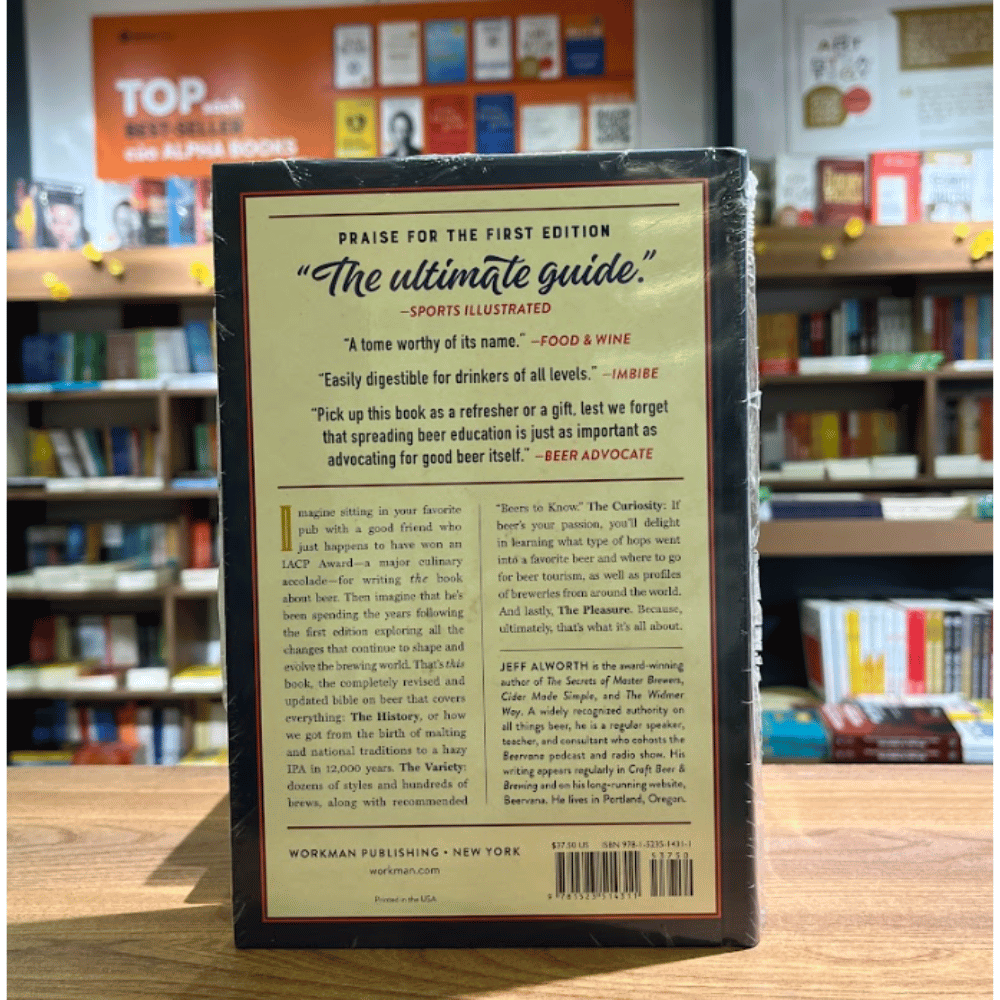 TOP sách
BEST-SELLER
của ALPHA BOOKS
PRAISE FOR THE FIRST EDITION
“The ultimate guide.”
—SPORTS ILLUSTRATED
“A tome worthy of its name.” —FOOD & WINE
“Easily digestible for drinkers of all levels.” —IMBIBE
“Pick up this book as a refresher or a gift, lest we forget
that spreading beer education is just as important as
advocating for good beer itself.” —BEER ADVOCATE
Imagine sitting in your favorite
pub with a good friend who
just happens to have won an
IACP Award—a major culinary
accolade—for writing the book
about beer. Then imagine that he's
been spending the years following
the first edition exploring all the
changes that continue to shape and
evolve the brewing world. That's this
book, the completely revised and
updated bible on beer that covers
everything: The History, or how
we got from the birth of malting
and national traditions to a hazy
IPA in 12,000 years. The Variety:
dozens of styles and hundreds of
brews, along with recommended
“Beers to Know.” The Curiosity: If
beer's your passion, you'll delight
in learning what type of hops went
into a favorite beer and where to go
for beer tourism, as well as profiles
of breweries from around the world.
And lastly, The Pleasure. Because,
ultimately, that's what it's all about.
JEFF ALWORTH is the award-winning
author of The Secrets of Master Brewers,
Cider Made Simple, and The Widmer
Way. A widely recognized authority on
all things beer, he is a regular speaker,
teacher, and consultant who cohosts the
Beervana podcast and radio show. His
writing appears regularly in Craft Beer &
Brewing and on his long-running website,
Beervana. He lives in Portland, Oregon.
WORKMAN PUBLISHING • NEW YORK
workman.com
Printed in the USA
$37.50 US ISBN 978-1-5235-1431-1
53750
9 781523 514311